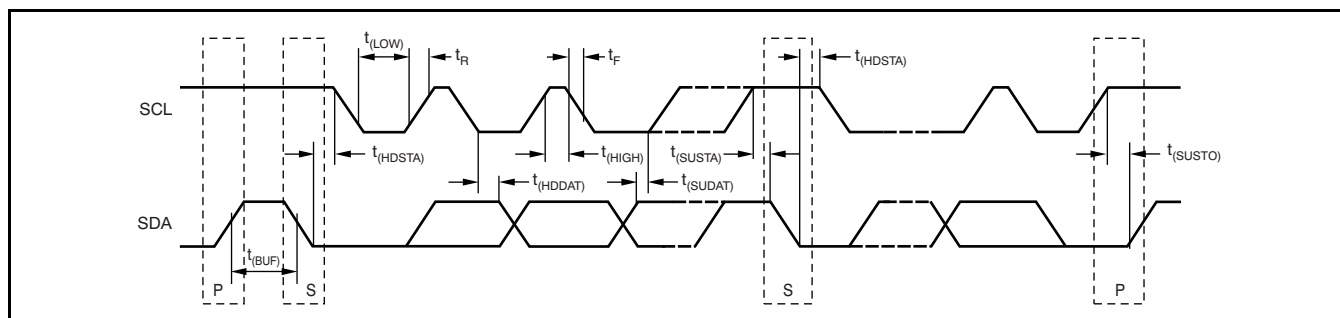 t(LOW)
tR
tF
t(HDSTA)
SCL
t(HDSTA)
t(HIGH)
t(SUSTA)
t(SUSTO)
t(HDDAT)
t(SUDAT)
SDA
t(BUF)
P
S
S
P